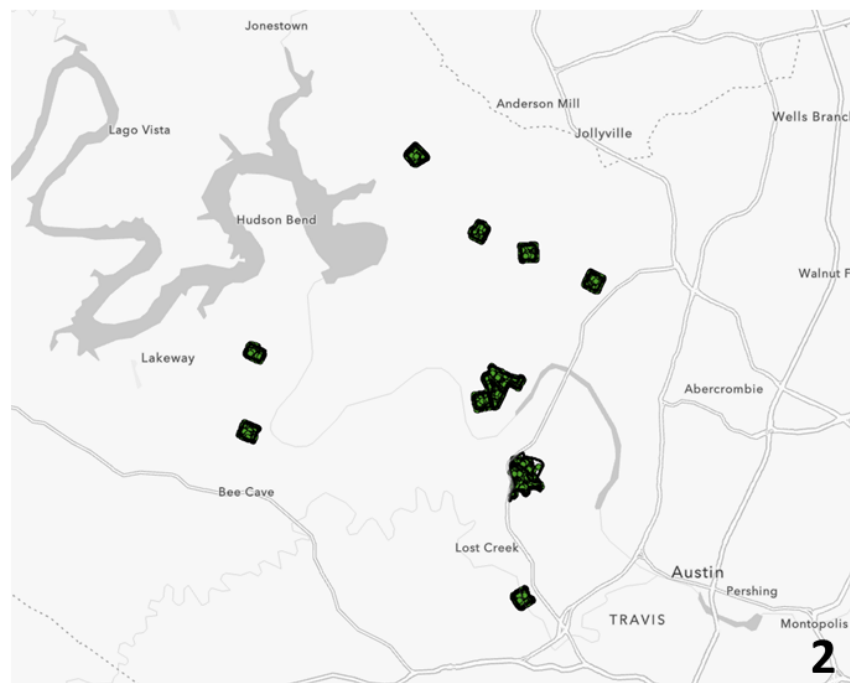 Jonestown
Anderson Mill
Wells Branc
Lago Vista
Jollyville
Hudson Bend
Walnut F
Lakeway
Abercrombie
Bee Cave
Lost Creek
Austin
Pershing
TRAVIS
Montopolis
2